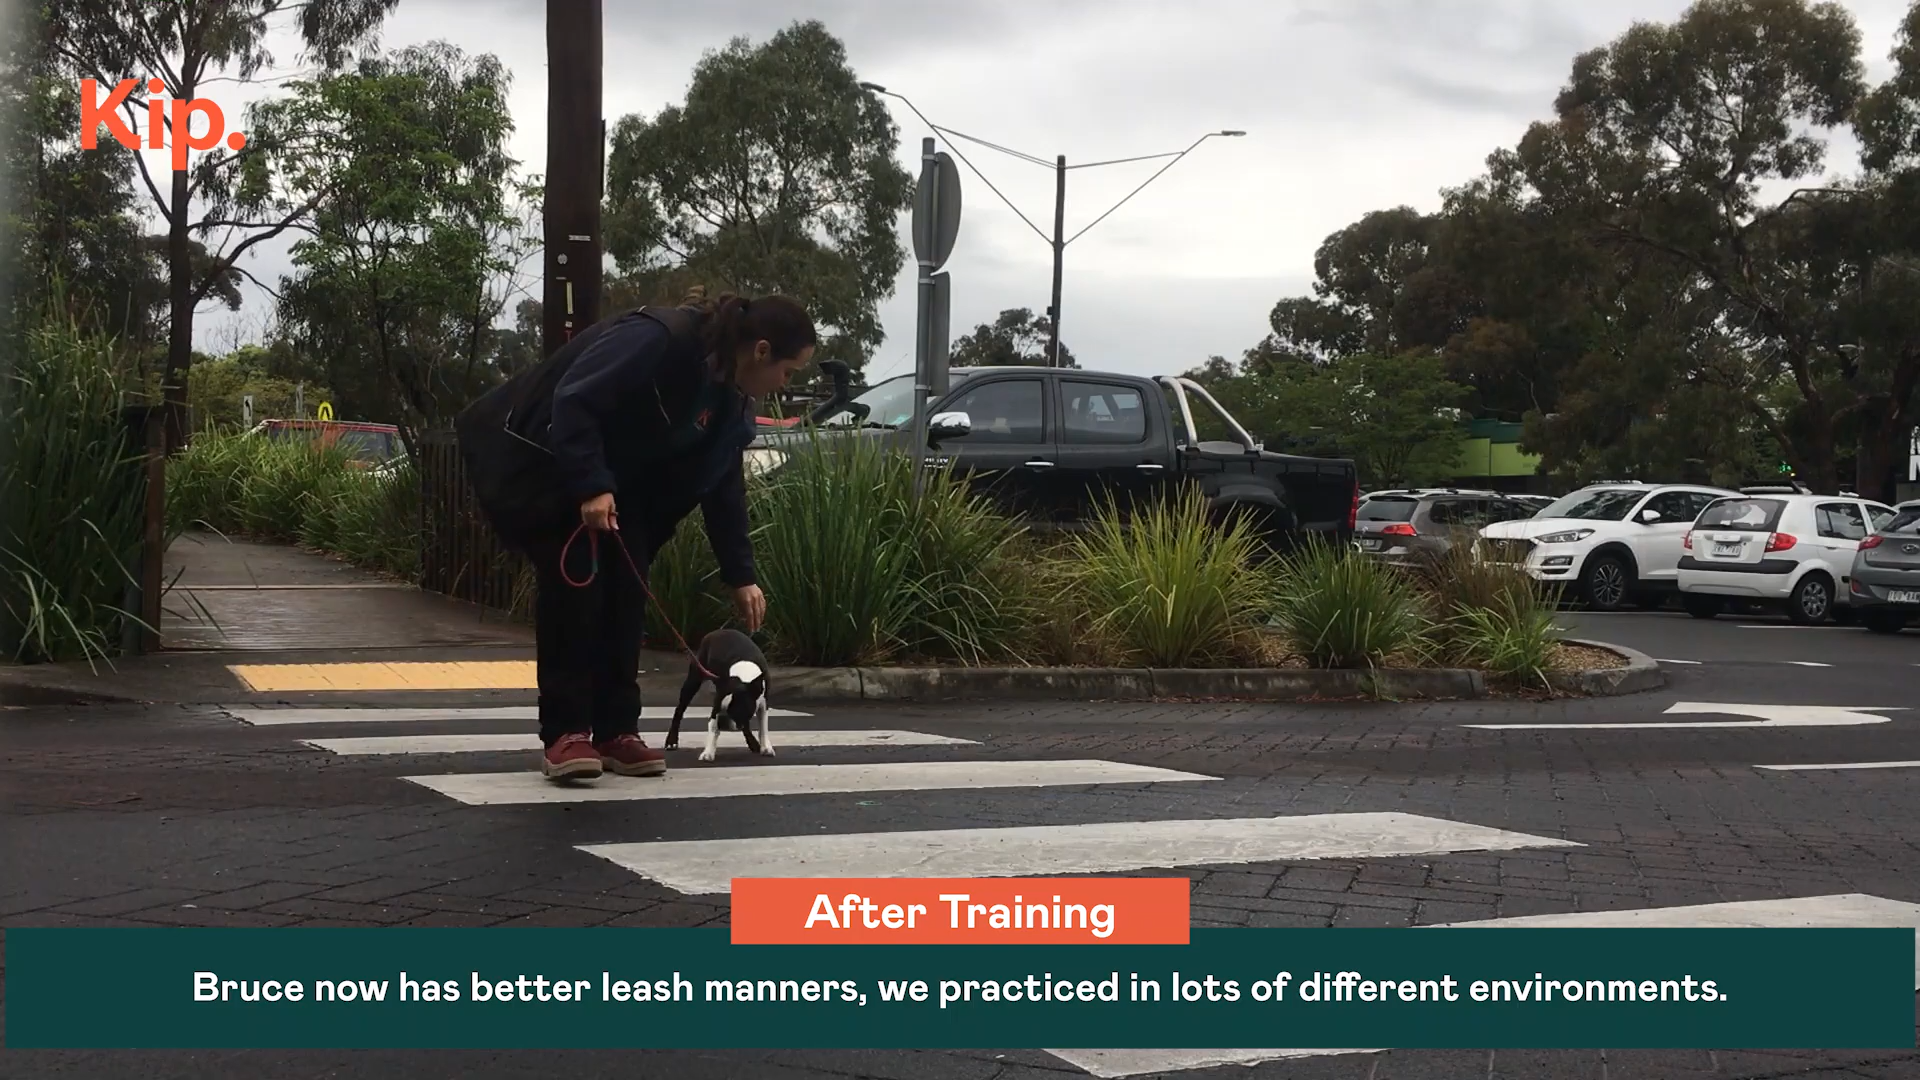 Kip.
After Training
Bruce now has better leash manners, we practiced in lots of different environments.